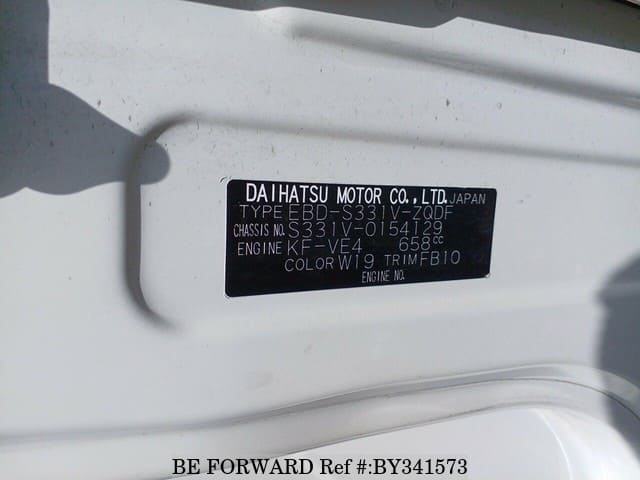 DAIHATSU MOTOR CO.,LTD. JAPAN
TYPE EBD-S331V-ZQDF
CHASSIS NO. S331V-0154129
ENGINE KF-VE4 658cc
COLOR W19 TRIM FB10
ENGINE NO.
BE FORWARD Ref #:BY341573